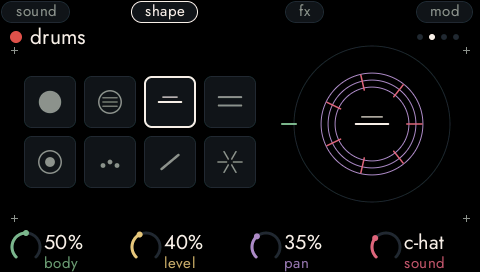 sound shape fx mod
drums
50% 40% 35% c-hat
body level pan sound